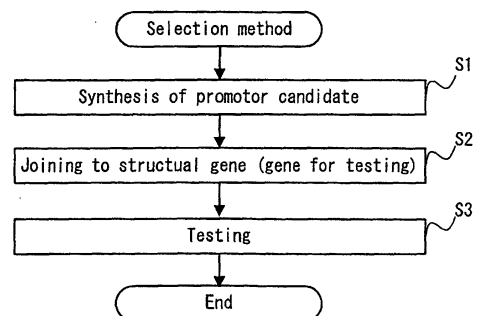 Selection method
S1
Synthesis of promotor candidate
S2
Joining to structual gene (gene for testing)
S3
Testing
End